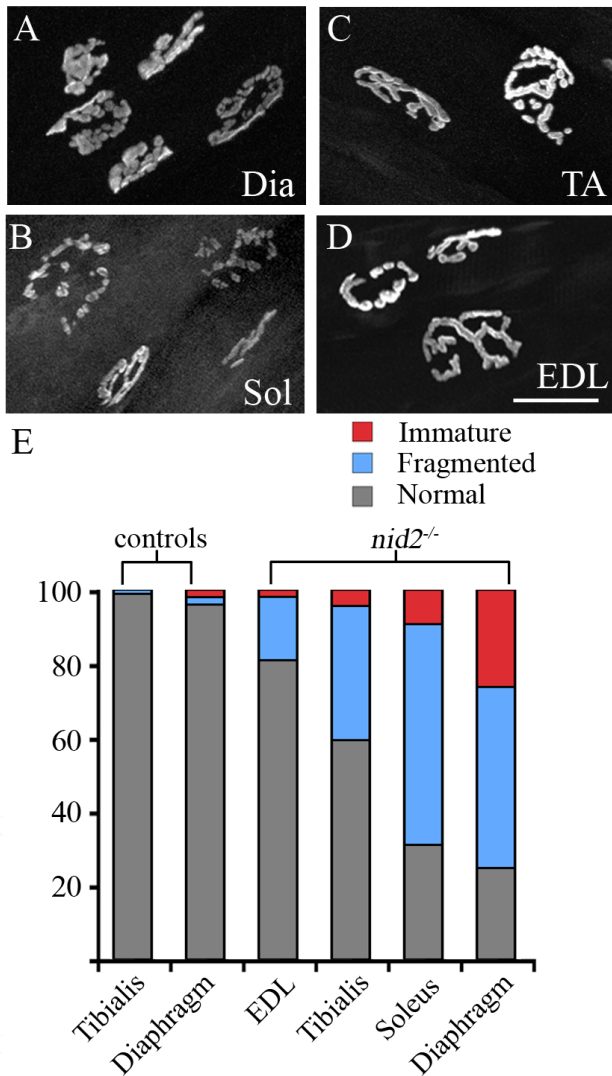 A
Dia
C
TA
B
Sol
D
EDL
E
Immature
Fragmented
Normal
controls
nid2-/-
100
80
60
40
20
Tibialis
Diaphragm
EDL
Tibialis
Soleus
Diaphragm